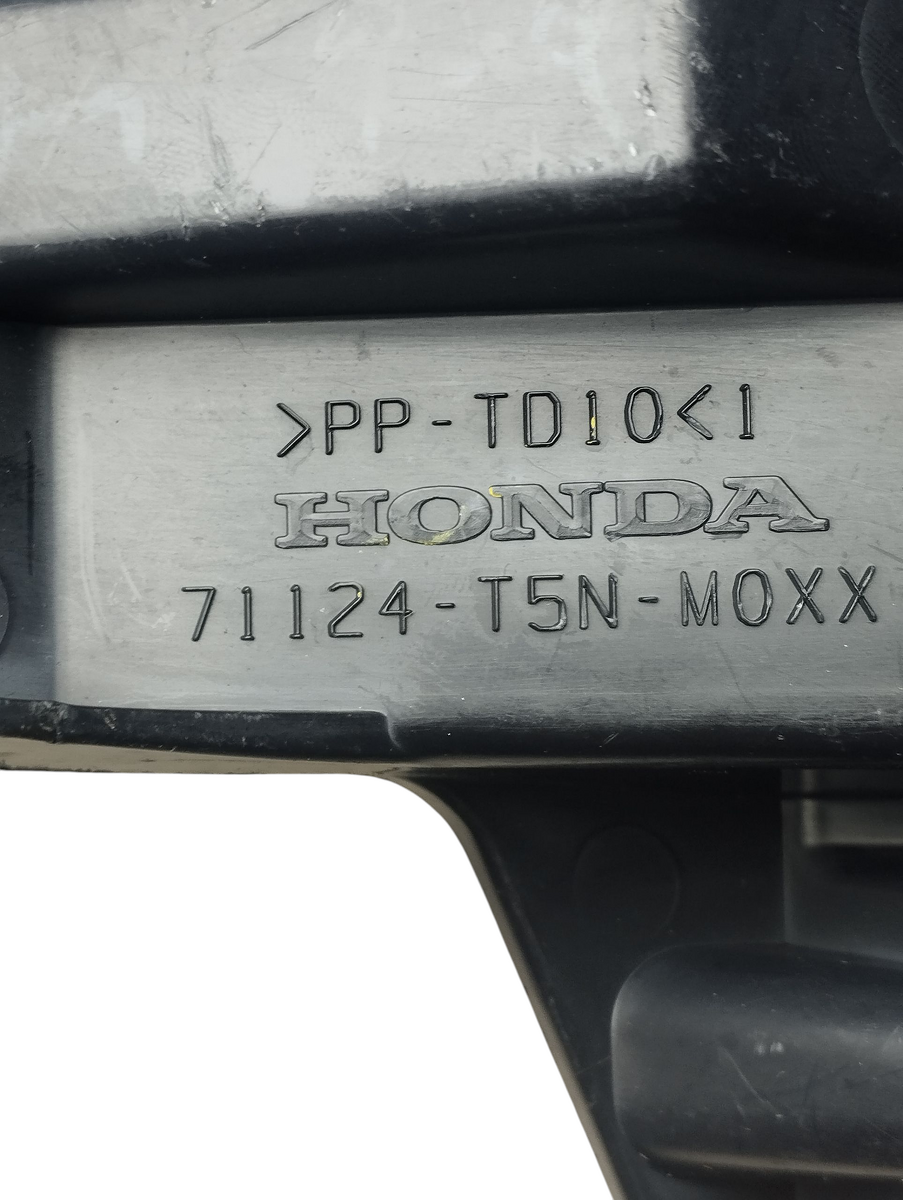 >PP-TD10<1
HONDA
71124-T5N-M0XX